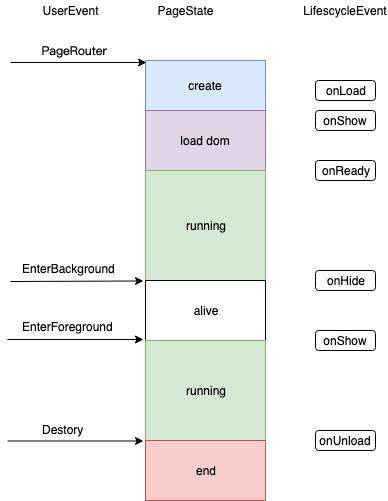 UserEvent PageState LifecycleEvent
PageRouter
create
onLoad
onShow
load dom
onReady
running
EnterBackground
onHide
alive
EnterForeground
onShow
running
Destory
onUnload
end